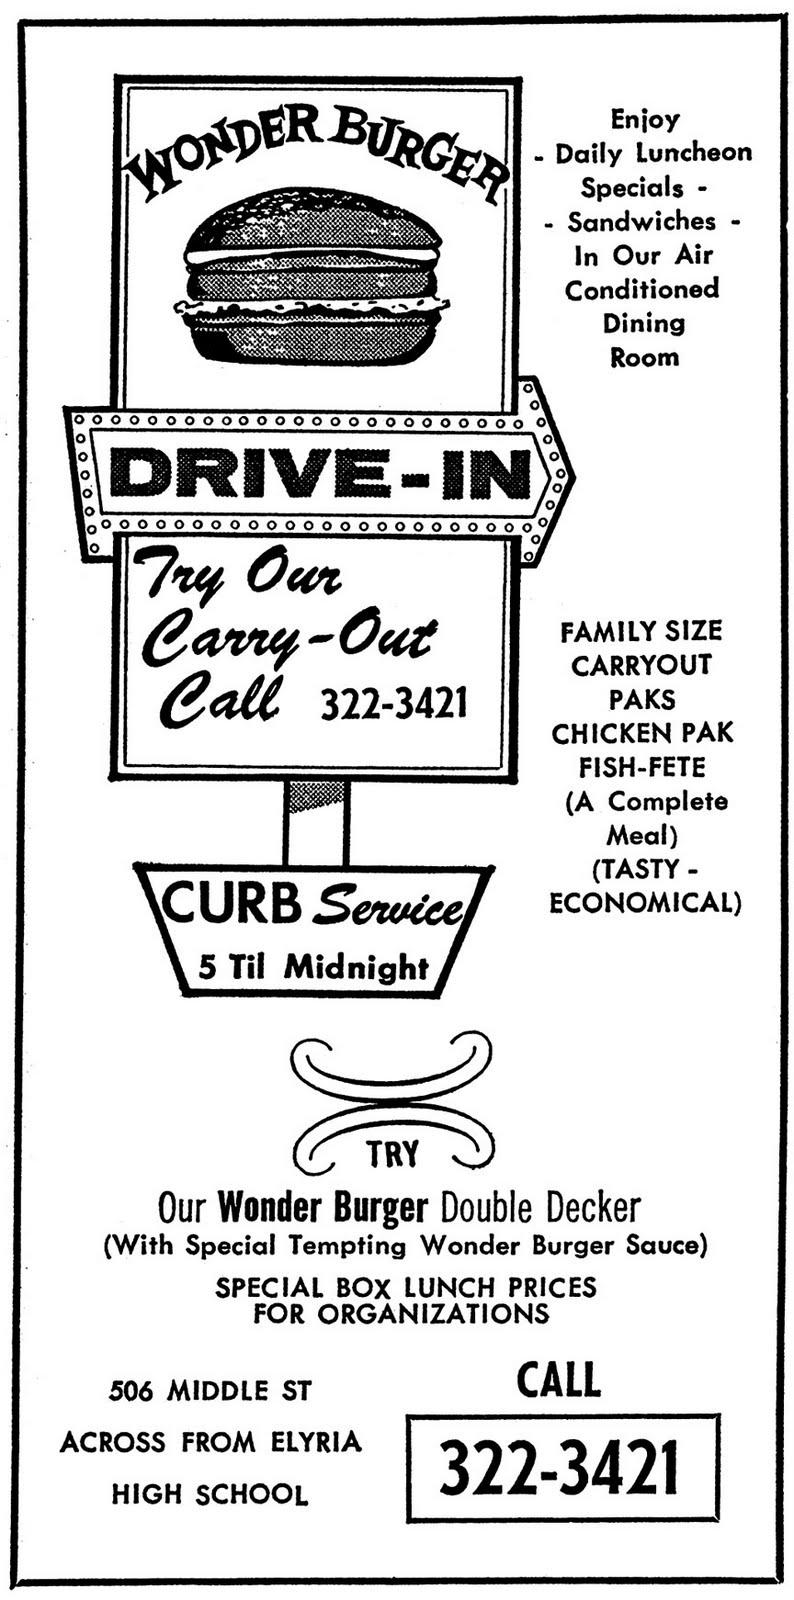 WONDER BURGER
DRIVE-IN
Try Our
Carry-Out
Call 322-3421
CURB Service
5 Til Midnight
Enjoy
- Daily Luncheon
Specials -
- Sandwiches -
In Our Air
Conditioned
Dining
Room
FAMILY SIZE
CARRYOUT
PAKS
CHICKEN PAK
FISH-FETE
(A Complete
Meal)
(TASTY -
ECONOMICAL)
TRY
Our Wonder Burger Double Decker
(With Special Tempting Wonder Burger Sauce)
SPECIAL BOX LUNCH PRICES
FOR ORGANIZATIONS
506 MIDDLE ST
ACROSS FROM ELYRIA
HIGH SCHOOL
CALL
322-3421